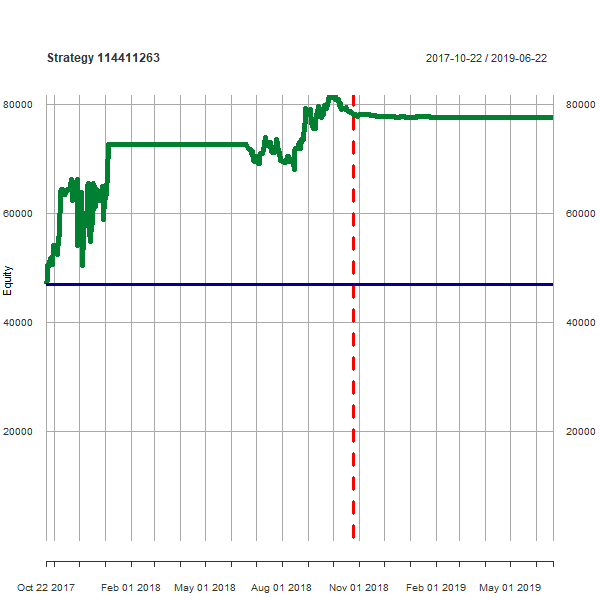 Strategy 114411263
2017-10-22 / 2019-06-22
80000 80000
60000 60000
Equity
40000 40000
20000 20000
Oct 22 2017 Feb 01 2018 May 01 2018 Aug 01 2018 Nov 01 2018 Feb 01 2019 May 01 2019